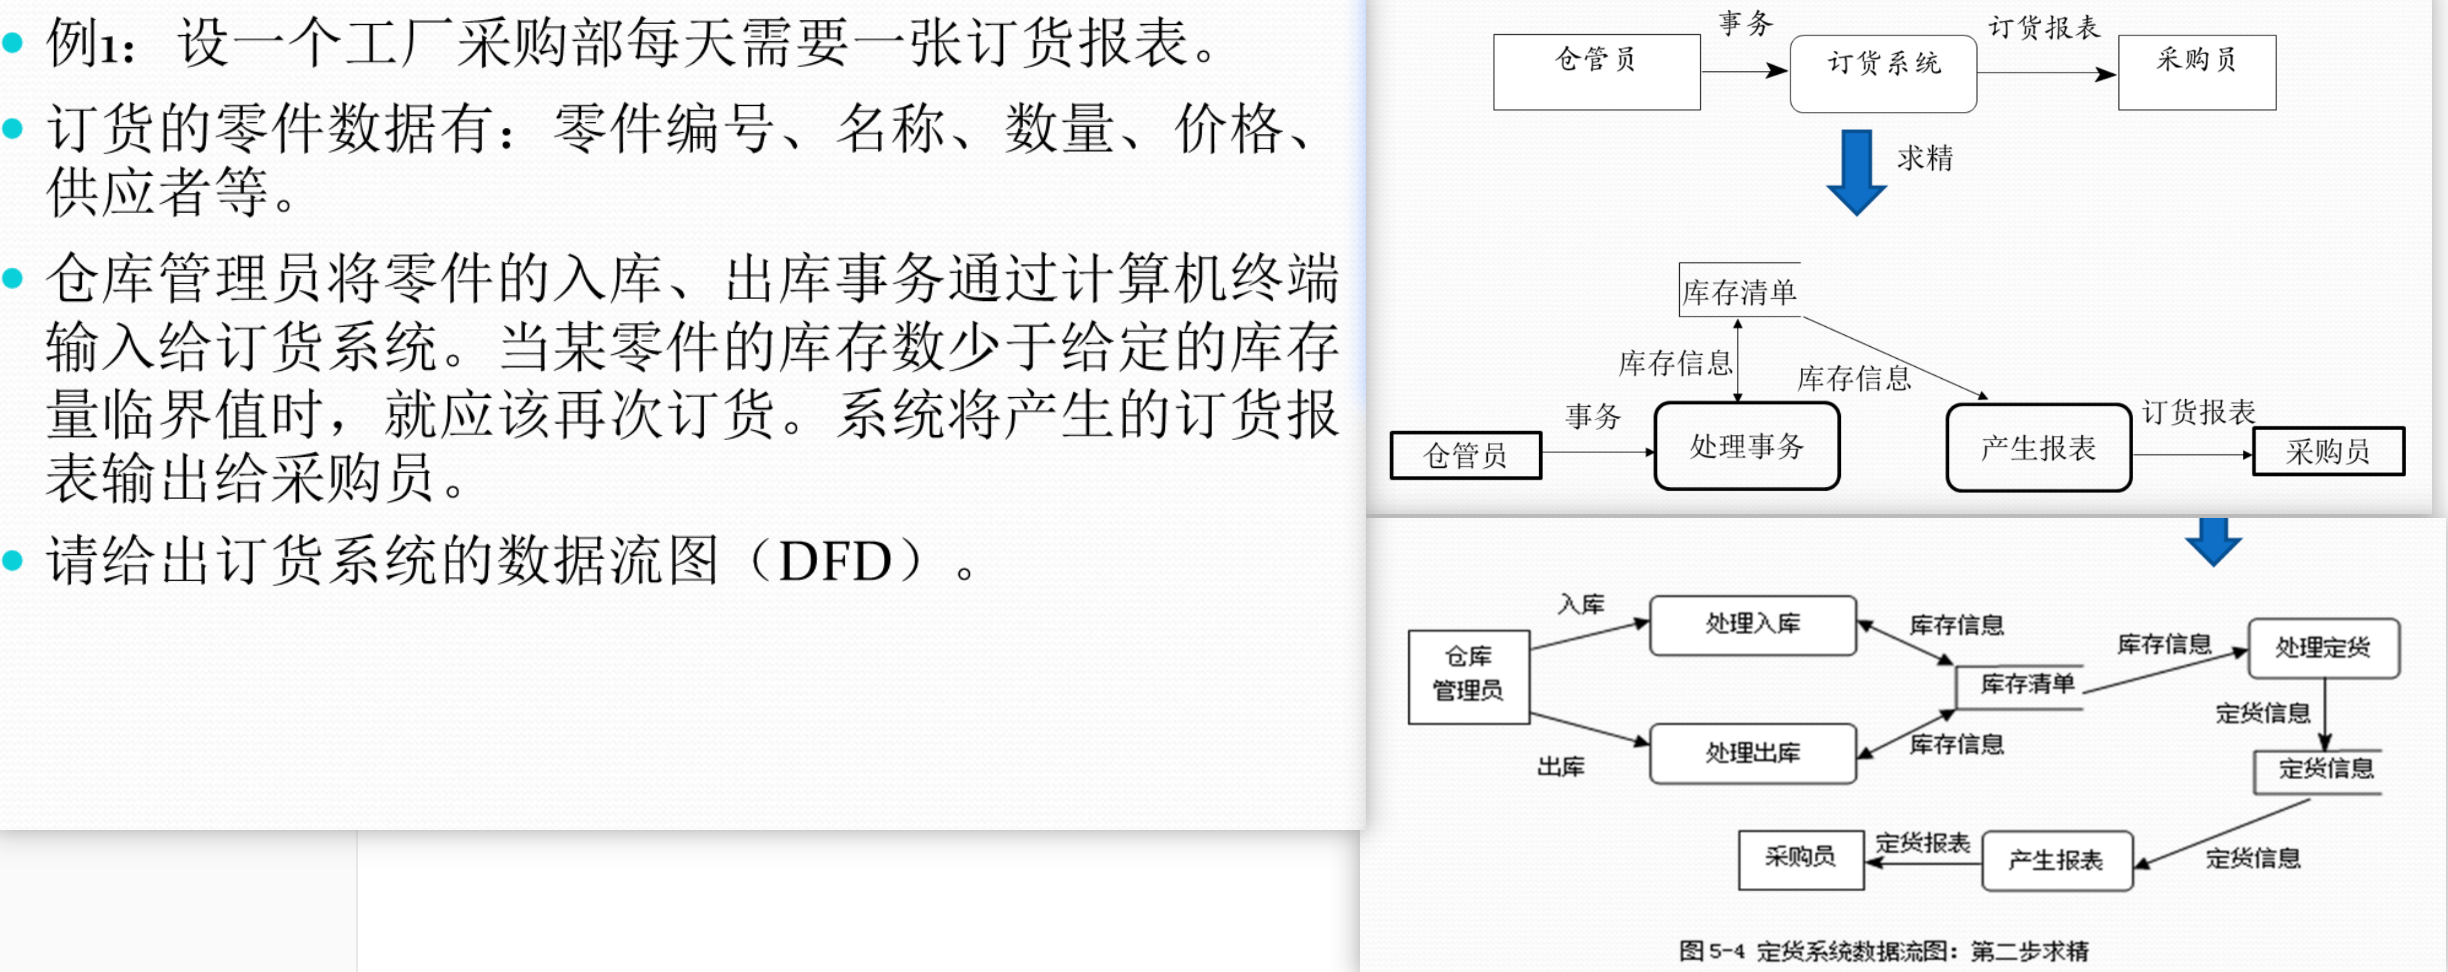 例1：设一个工厂采购部每天需要一张订货报表。
订货的零件数据有：零件编号、名称、数量、价格、
供应者等。
仓库管理员将零件的入库、出库事务通过计算机终端
输入给订货系统。当某零件的库存数少于给定的库存
量临界值时，就应该再次订货。系统将产生的订货报
表输出给采购员。
请给出订货系统的数据流图（DFD）。
仓管员
事务
订货系统
订货报表
采购员
求精
库存清单
库存信息
库存信息
仓管员
事务
处理事务
产生报表
订货报表
采购员
仓库
管理员
入库
处理入库
库存信息
出库
处理出库
库存信息
库存清单
库存信息
处理定货
定货信息
定货信息
定货信息
产生报表
定货报表
采购员
图 5-4 定货系统数据流图：第二步求精